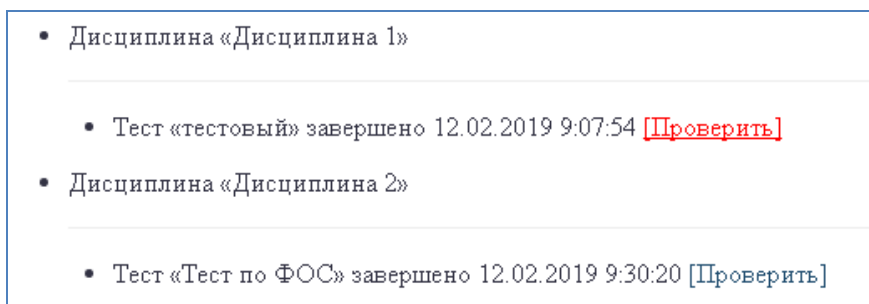 Дисциплина «Дисциплина 1»
Тест «тестовый» завершено 12.02.2019 9:07:54 [Проверить]
Дисциплина «Дисциплина 2»
Тест «Тест по ФОС» завершено 12.02.2019 9:30:20 [Проверить]